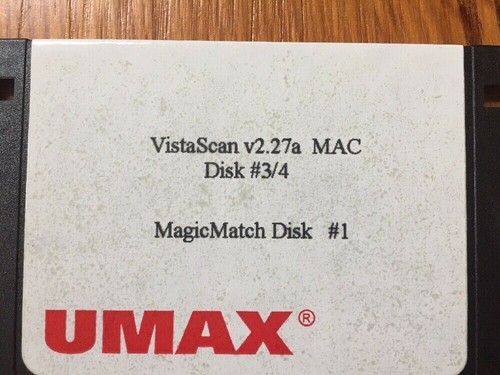 VistaScan v2.27a MAC
Disk #3/4
MagicMatch Disk #1
UMAX®